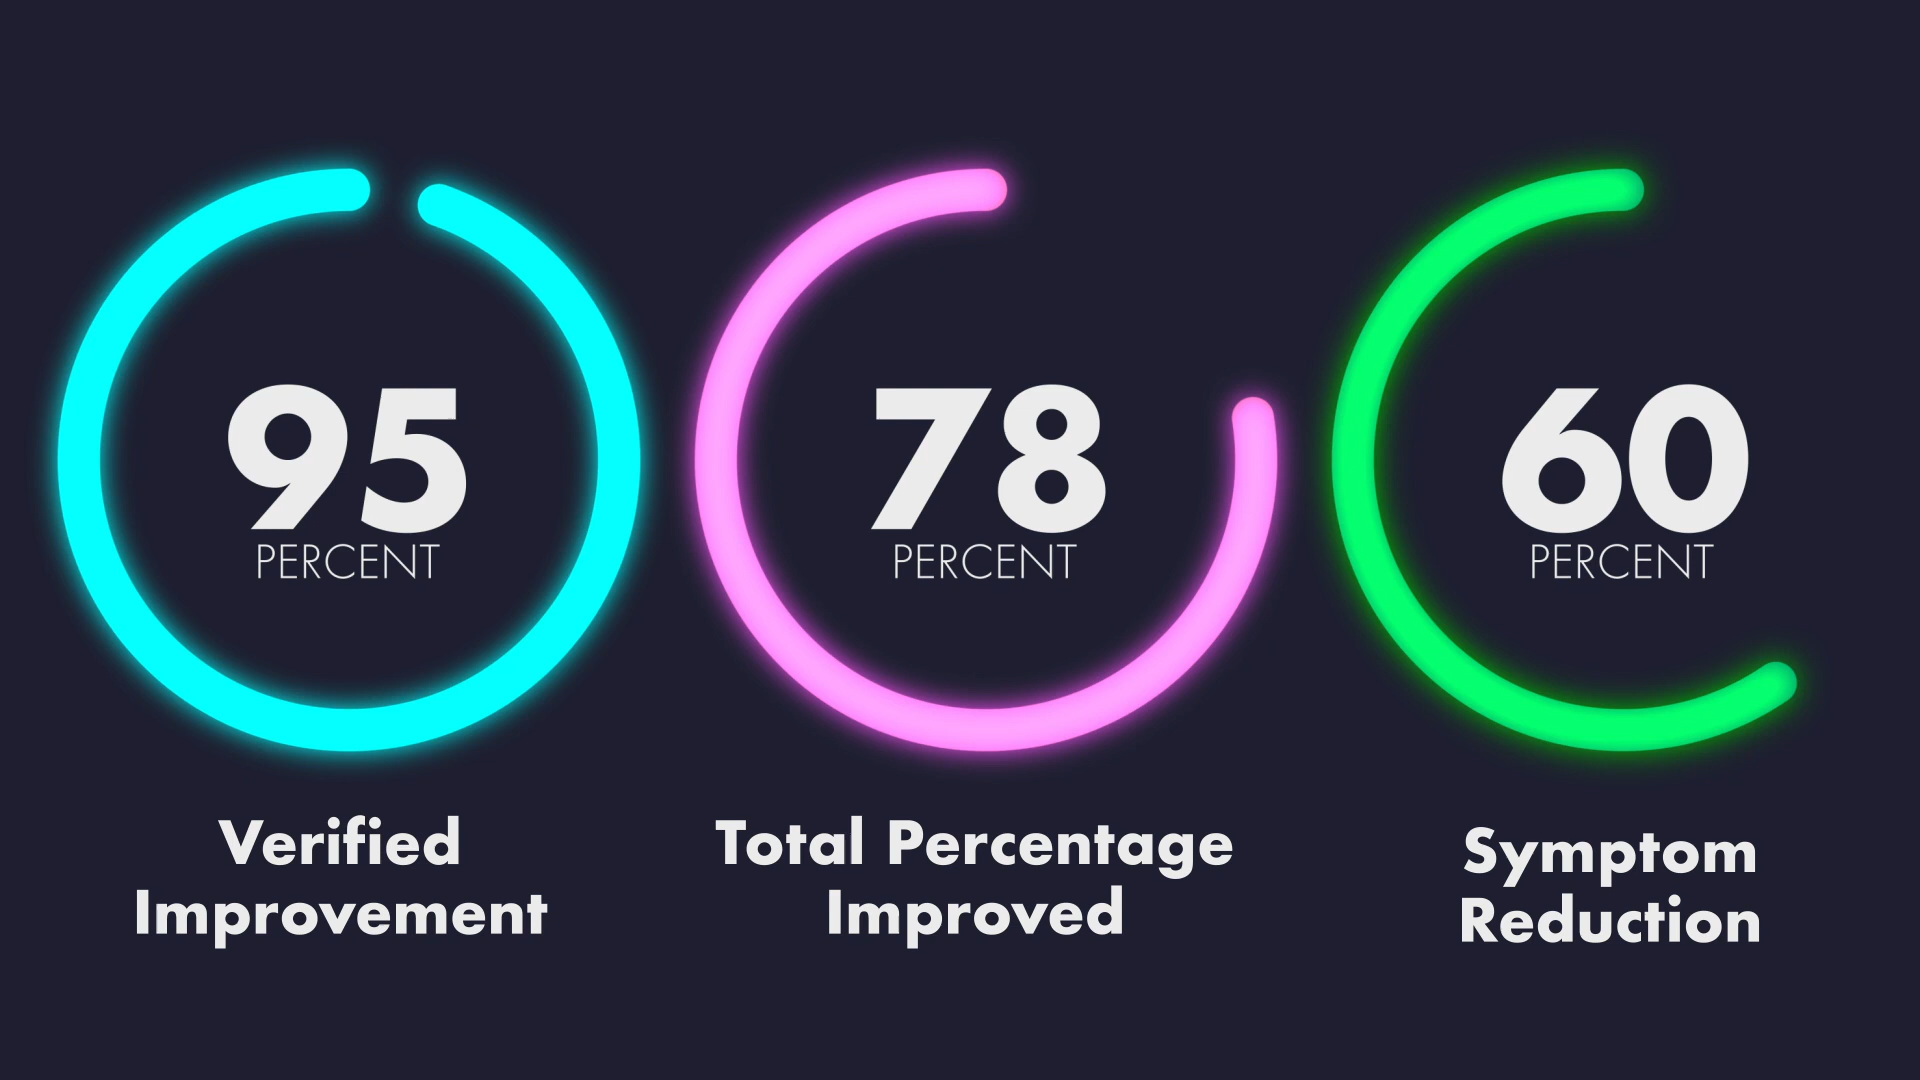 95
PERCENT
Verified
Improvement
78
PERCENT
Total Percentage
Improved
60
PERCENT
Symptom
Reduction